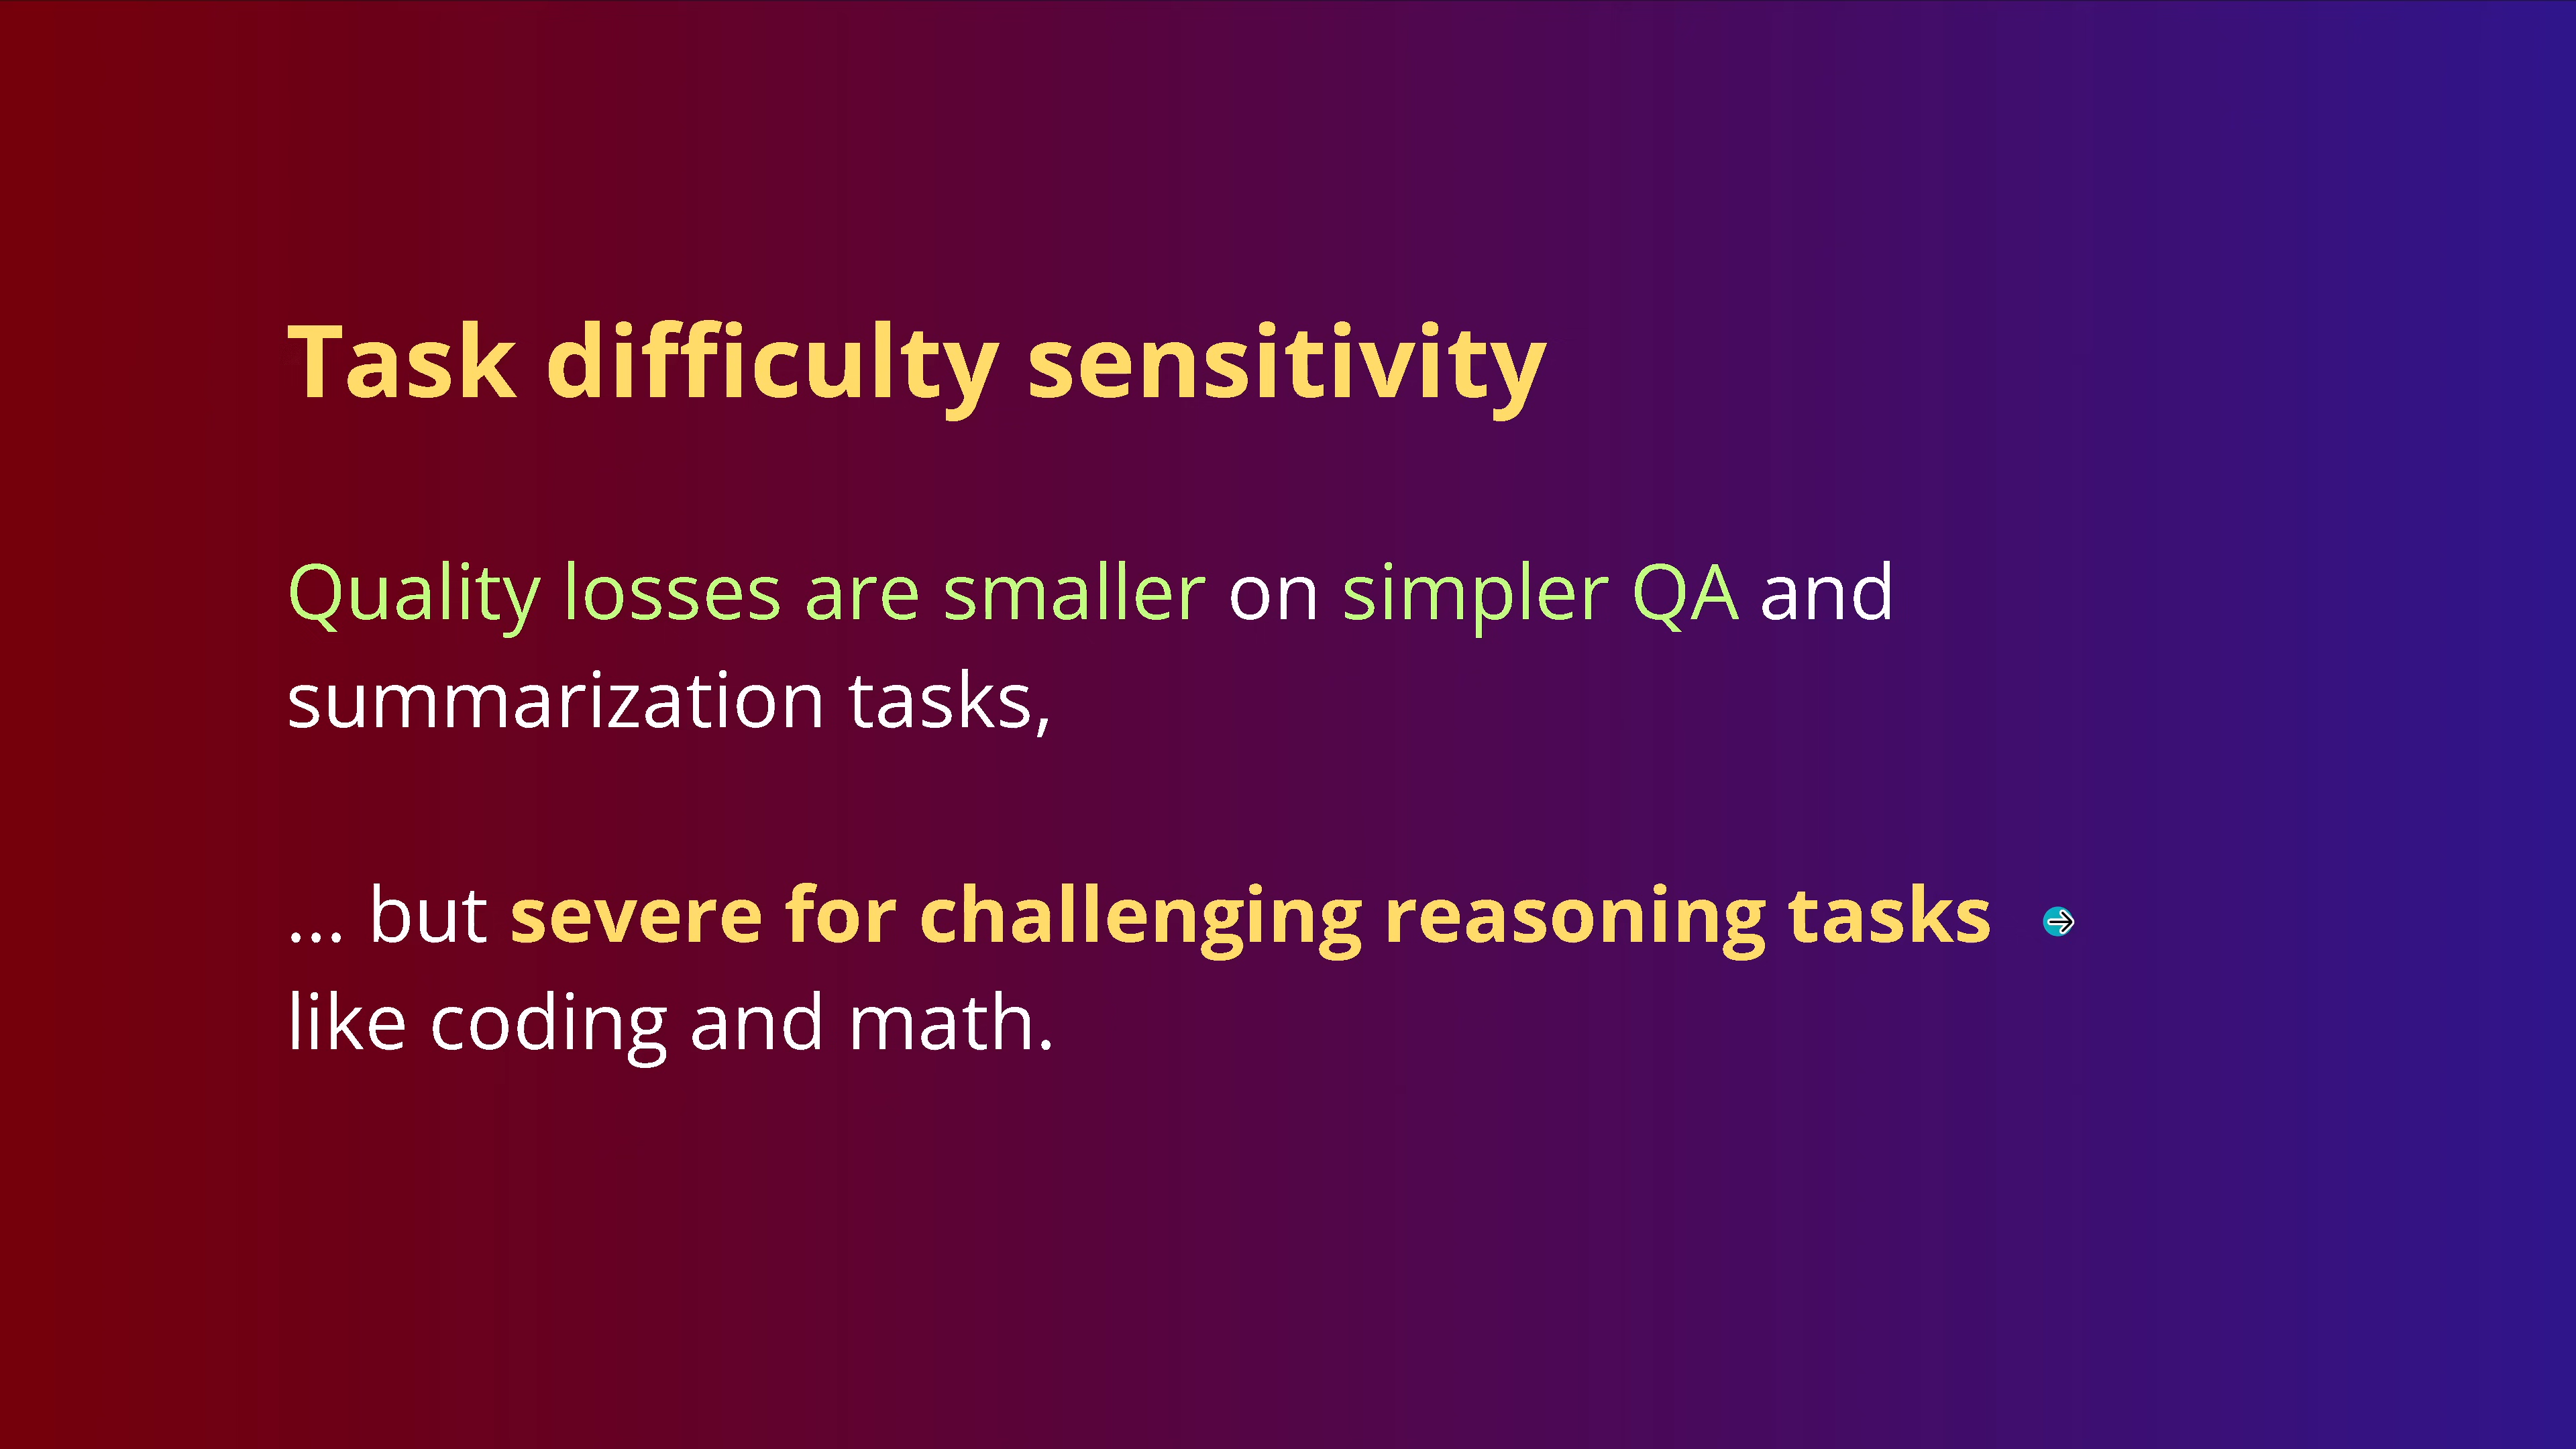 Task difficulty sensitivity
Quality losses are smaller on simpler QA and
summarization tasks,
... but severe for challenging reasoning tasks
like coding and math.